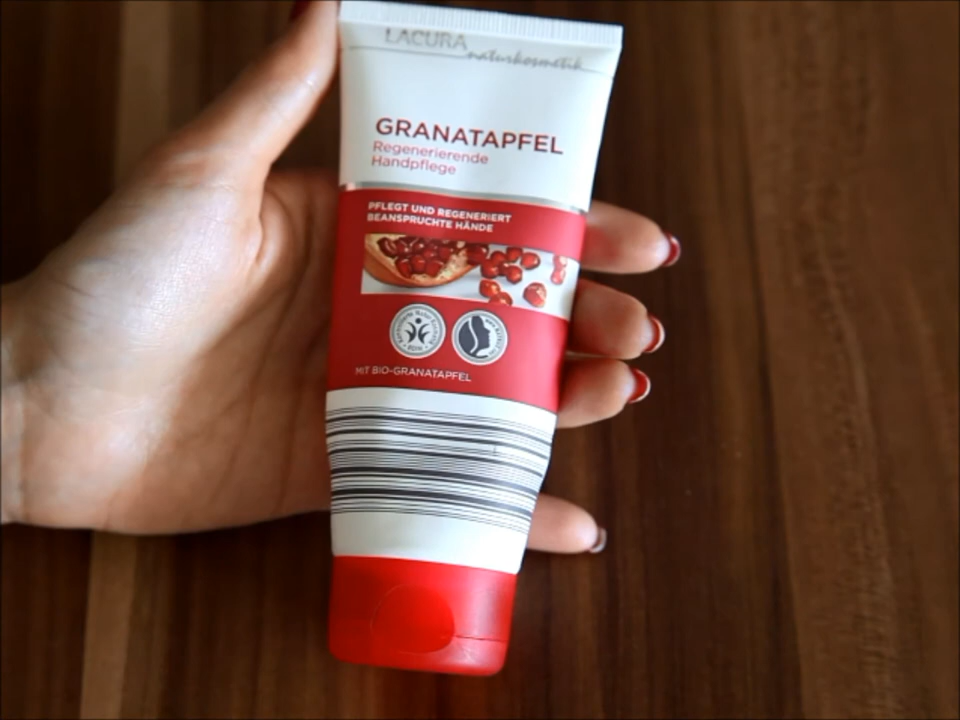 LACURA
naturkosmetik
GRANATAPFEL
Regenerierende
Handpflege
PFLEGT UND REGENERIERT
BEANSPRUCHTE HÄNDE
MIT BIO-GRANATAPFEL